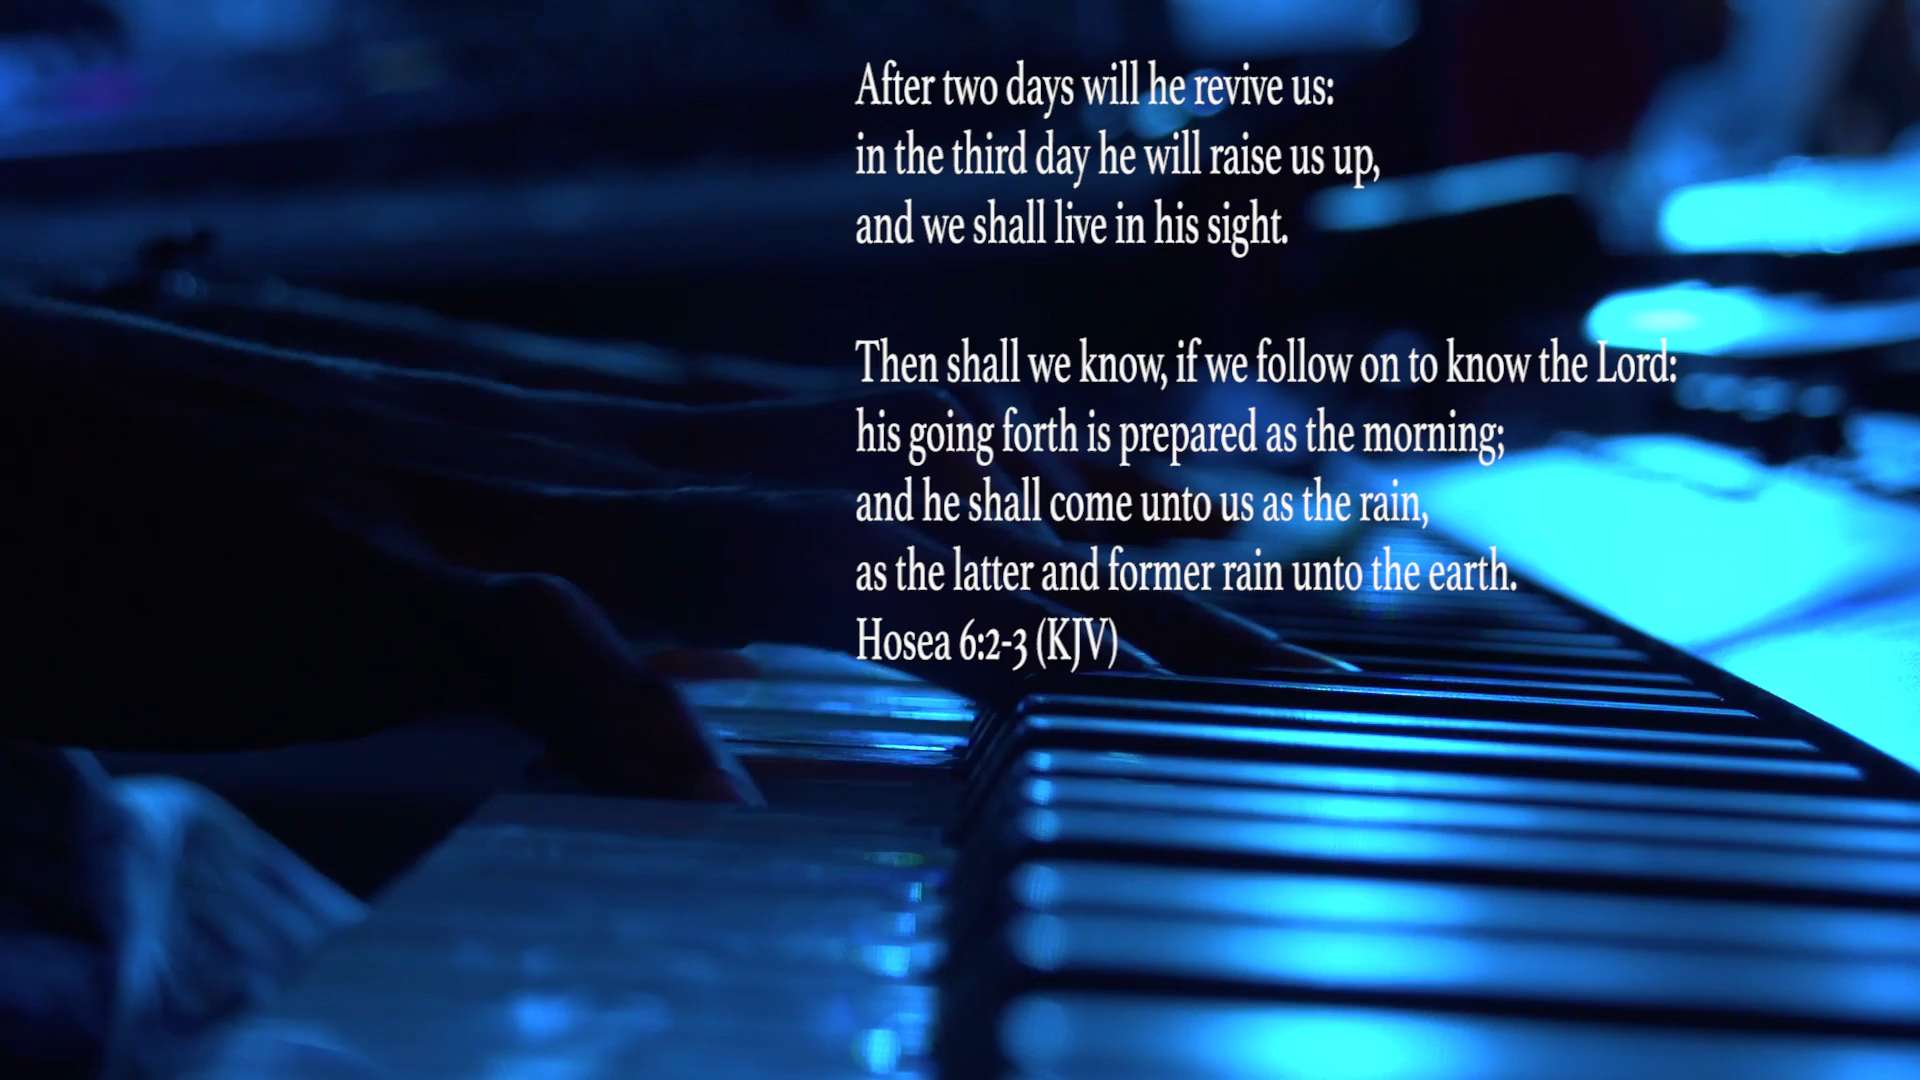 After two days will he revive us:
in the third day he will raise us up,
and we shall live in his sight.
Then shall we know, if we follow on to know the Lord:
his going forth is prepared as the morning;
and he shall come unto us as the rain,
as the latter and former rain unto the earth.
Hosea 6:2-3 (KJV)